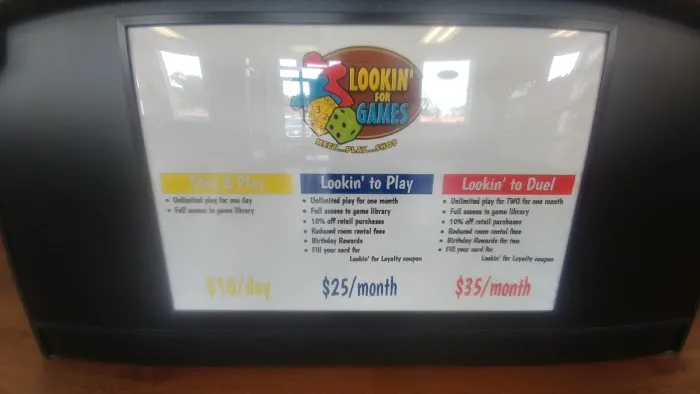 LOOKIN'
FOR
GAMES
MEET...PLAY...SHOP
Stay & Play
• Unlimited play for one day
• Full access to game library
$10/day
Lookin' to Play
• Unlimited play for one month
• Full access to game library
• 10% off retail purchases
• Reduced room rental fees
• Birthday Rewards
• Fill your card for
Lookin' for Loyalty coupon
$25/month
Lookin' to Duel
• Unlimited play for TWO for one month
• Full access to game library
• 10% off retail purchases
• Reduced room rental fees
• Birthday Rewards for two
• Fill your card for
Lookin' for Loyalty coupon
$35/month